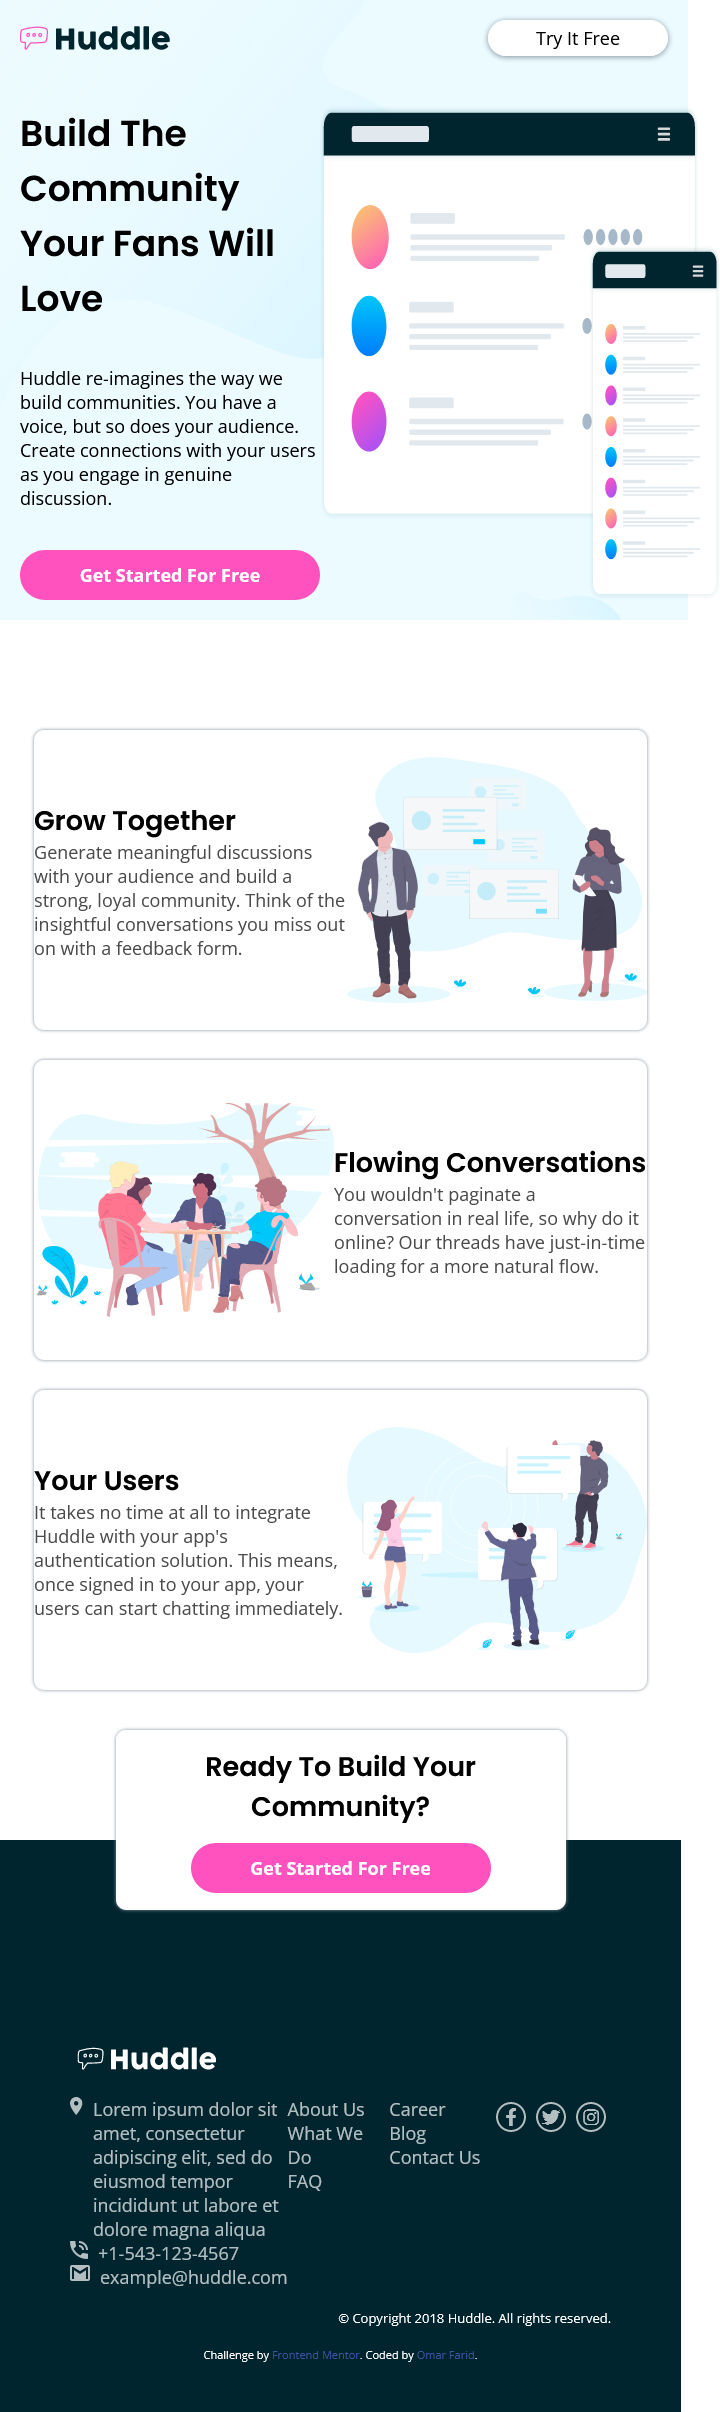 Huddle
Try It Free
Build The
Community
Your Fans Will
Love
Huddle re-imagines the way we
build communities. You have a
voice, but so does your audience.
Create connections with your users
as you engage in genuine
discussion.
Get Started For Free
Grow Together
Generate meaningful discussions
with your audience and build a
strong, loyal community. Think of the
insightful conversations you miss out
on with a feedback form.
Flowing Conversations
You wouldn't paginate a
conversation in real life, so why do it
online? Our threads have just-in-time
loading for a more natural flow.
Your Users
It takes no time at all to integrate
Huddle with your app's
authentication solution. This means,
once signed in to your app, your
users can start chatting immediately.
Ready To Build Your
Community?
Get Started For Free
Huddle
Lorem ipsum dolor sit
amet, consectetur
adipiscing elit, sed do
eiusmod tempor
incididunt ut labore et
dolore magna aliqua
+1-543-123-4567
example@huddle.com
About Us
What We
Do
FAQ
Career
Blog
Contact Us
© Copyright 2018 Huddle. All rights reserved.
Challenge by Frontend Mentor. Coded by Omar Farid.